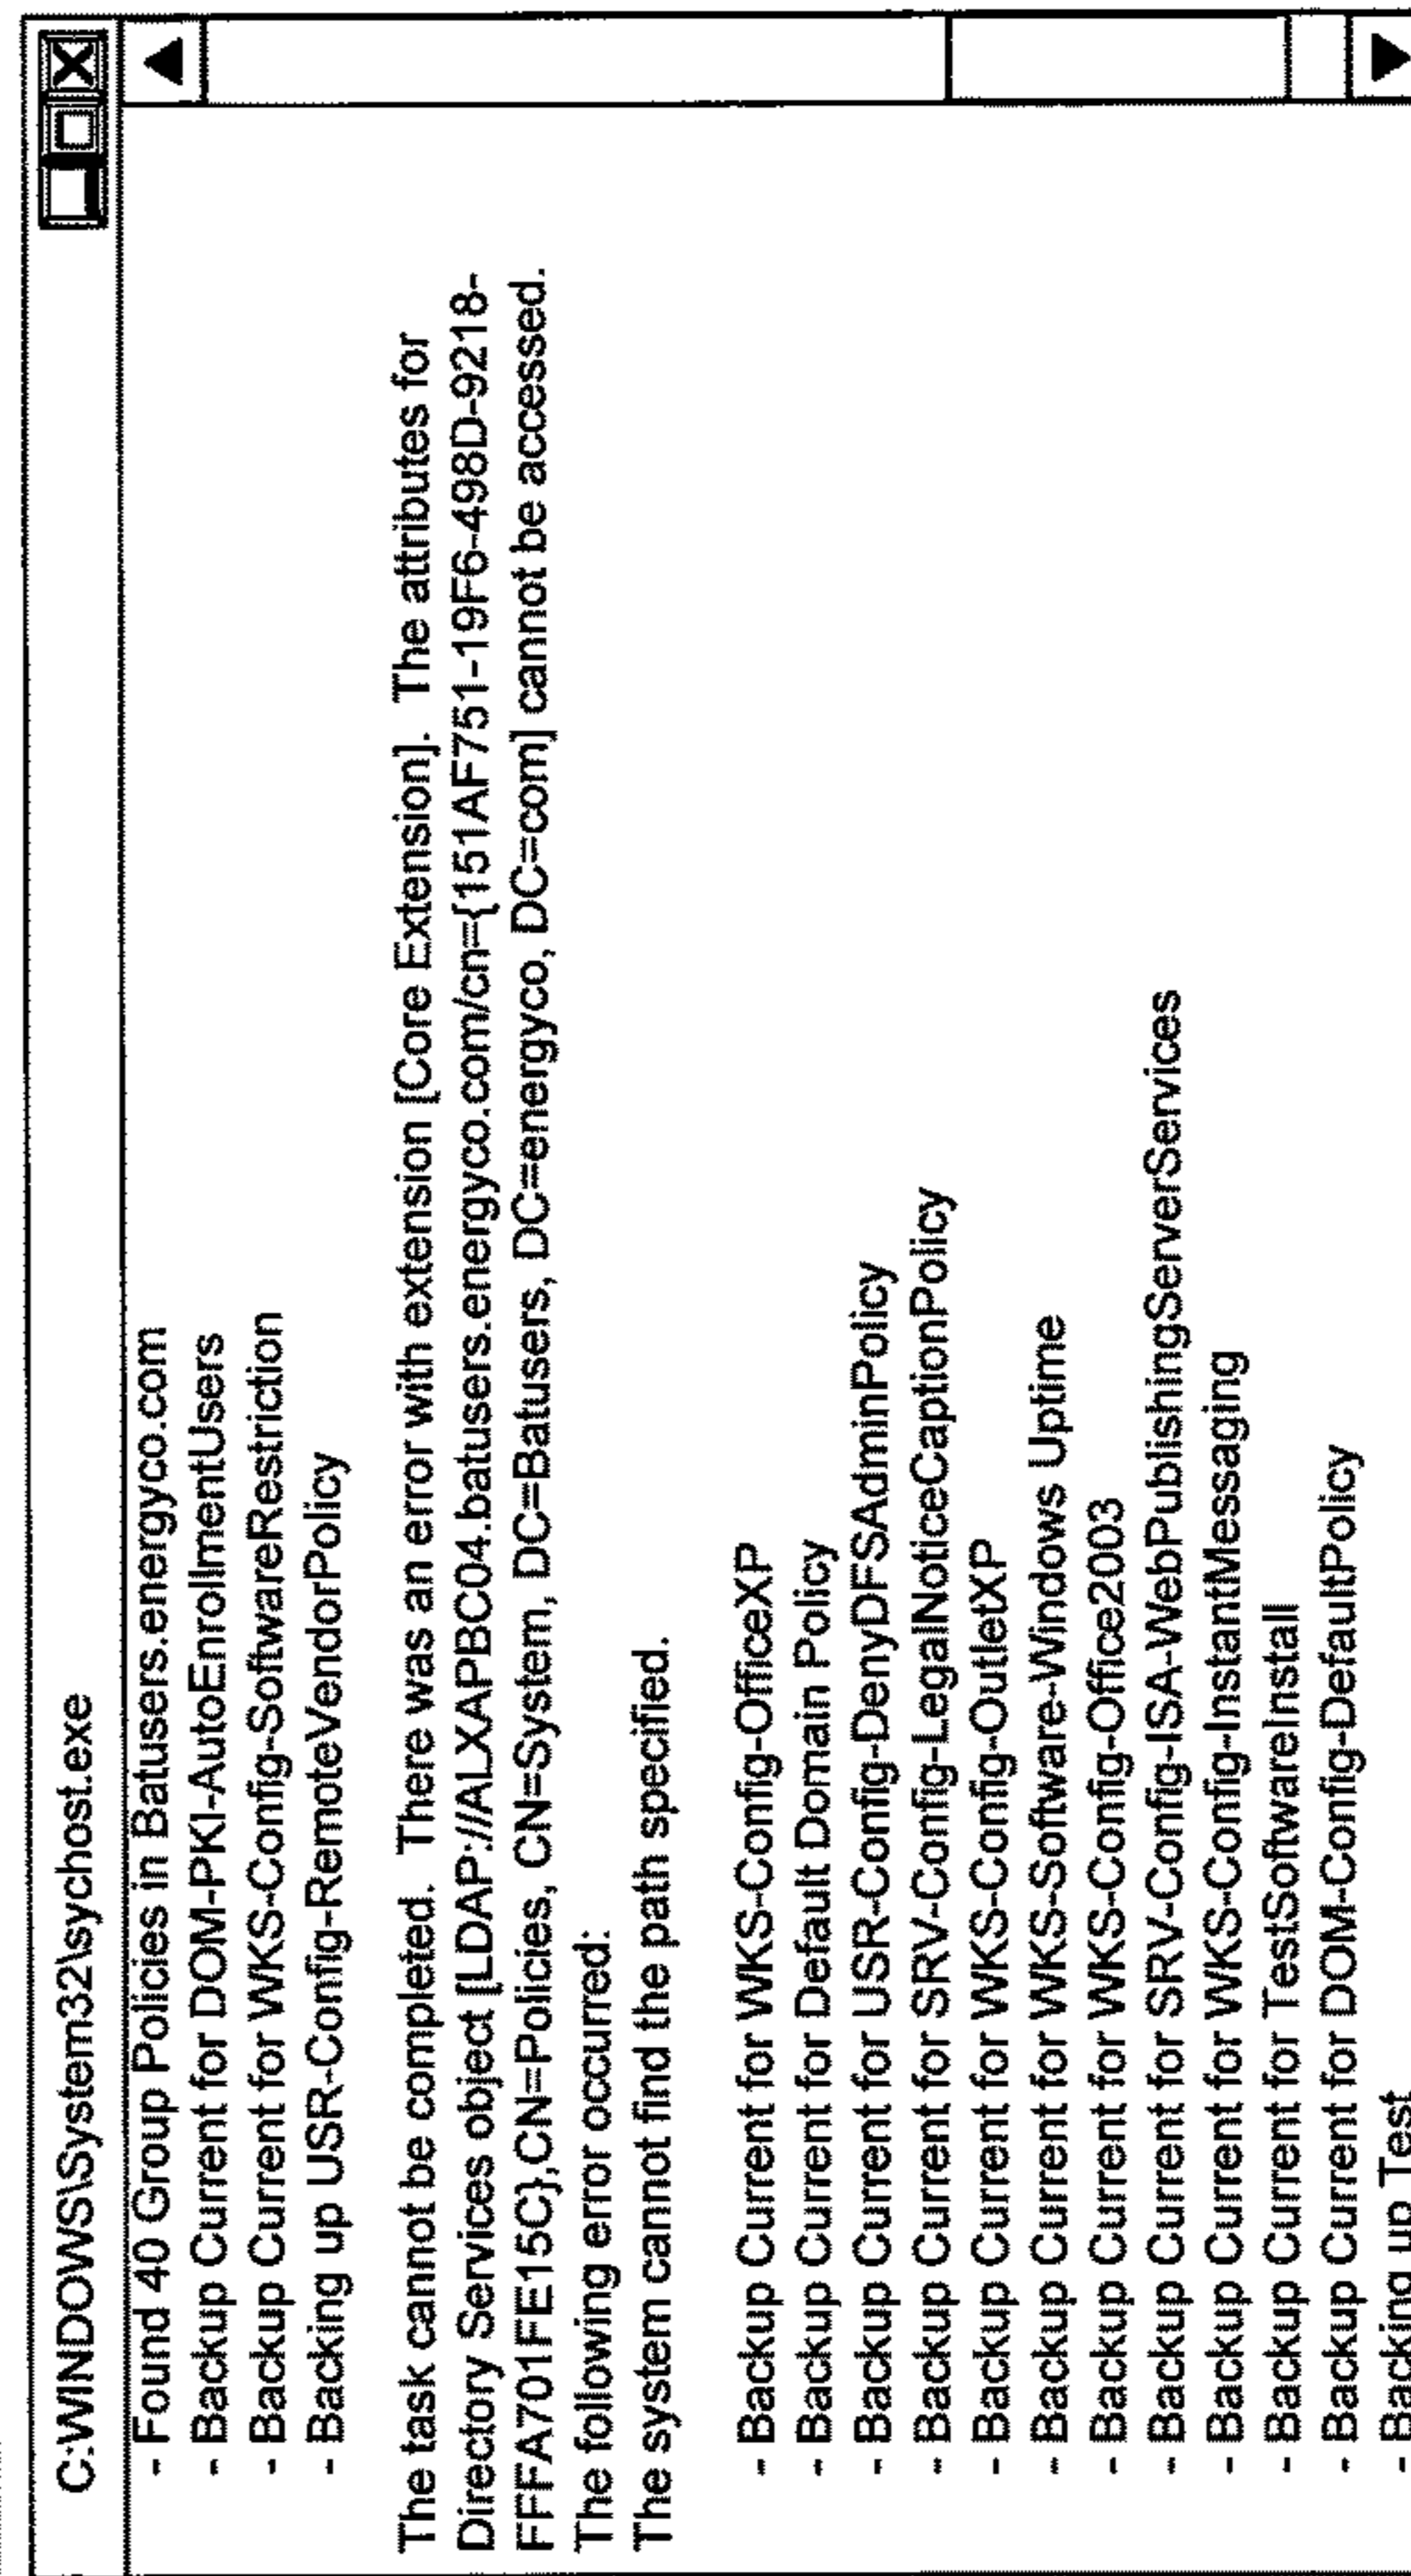 C:\WINDOWS\System32\sychost.exe
- Found 40 Group Policies in Batusers.energyco.com
- Backup Current for DOM-PKI-AutoEnrollmentUsers
- Backup Current for WKS-Config-SoftwareRestriction
- Backing up USR-Config-RemoteVendorPolicy
The task cannot be completed. There was an error with extension [Core Extension]. The attributes for
Directory Services object [LDAP://ALXAPBC04.batusers.energyco.com/cn={151AF751-19F6-498D-9218-
FFFA701FE15C},CN=Policies, CN=System, DC=Batusers, DC=energyco, DC=com] cannot be accessed.
The following error occurred:
The system cannot find the path specified.
- Backup Current for WKS-Config-OfficeXP
- Backup Current for Default Domain Policy
- Backup Current for USR-Config-DenyDFSAdminPolicy
- Backup Current for SRV-Config-LegalNoticeCaptionPolicy
- Backup Current for WKS-Config-OutletXP
- Backup Current for WKS-Software-Windows Uptime
- Backup Current for WKS-Config-Office2003
- Backup Current for SRV-Config-ISA-WebPublishingServerServices
- Backup Current for WKS-Config-InstantMessaging
- Backup Current for TestSoftwareInstall
- Backup Current for DOM-Config-DefaultPolicy
- Backing up Test